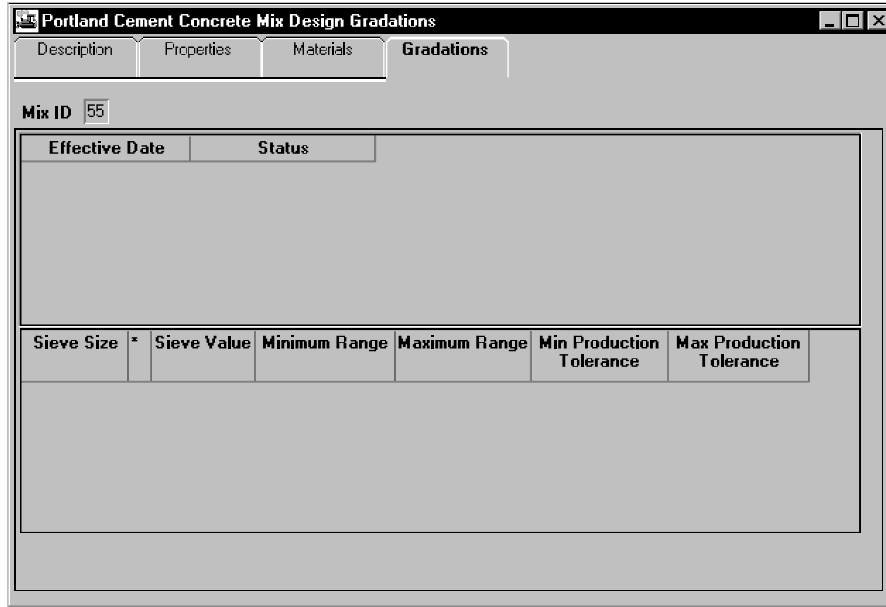 Portland Cement Concrete Mix Design Gradations
Description Properties Materials Gradations
Mix ID 55
Effective Date Status
Sieve Size * Sieve Value Minimum Range Maximum Range Min Production Tolerance Max Production Tolerance